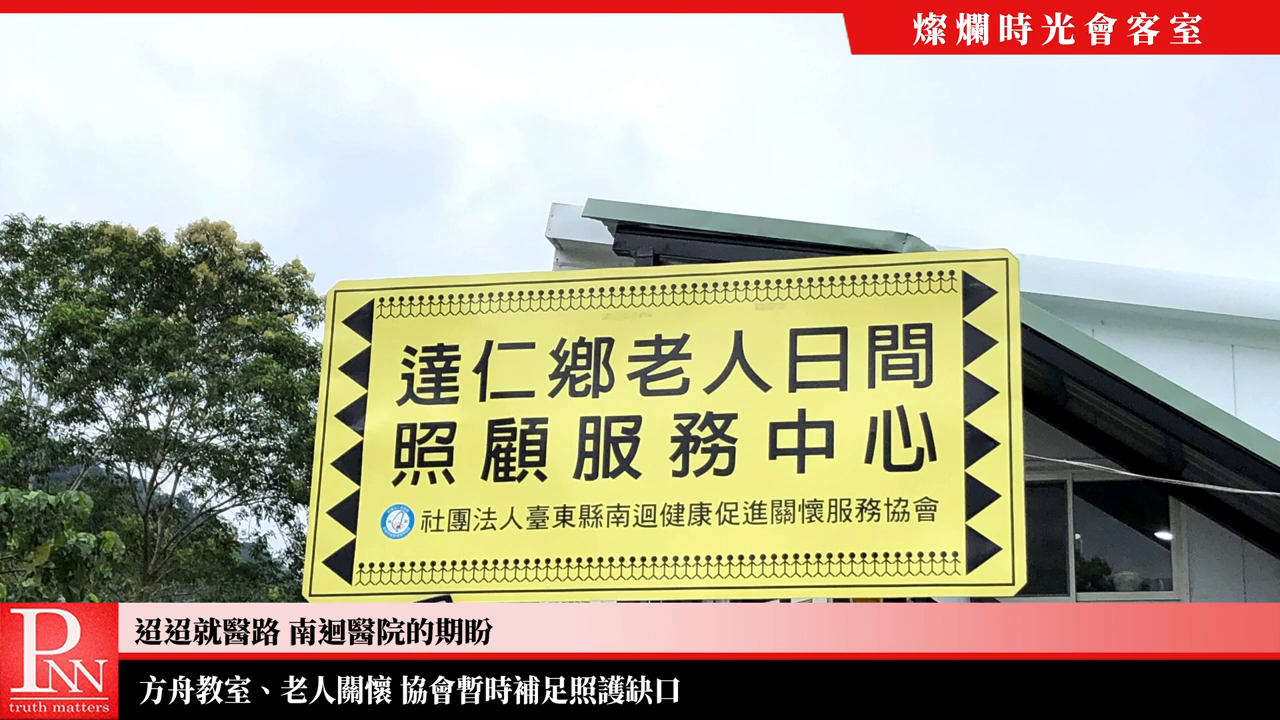 燦爛時光會客室
達仁鄉老人日間
照顧服務中心
社團法人臺東縣南迴健康促進關懷服務協會
迢迢就醫路 南迴醫院的期盼
方舟教室、老人關懷 協會暫時補足照護缺口
PNN
truth matters